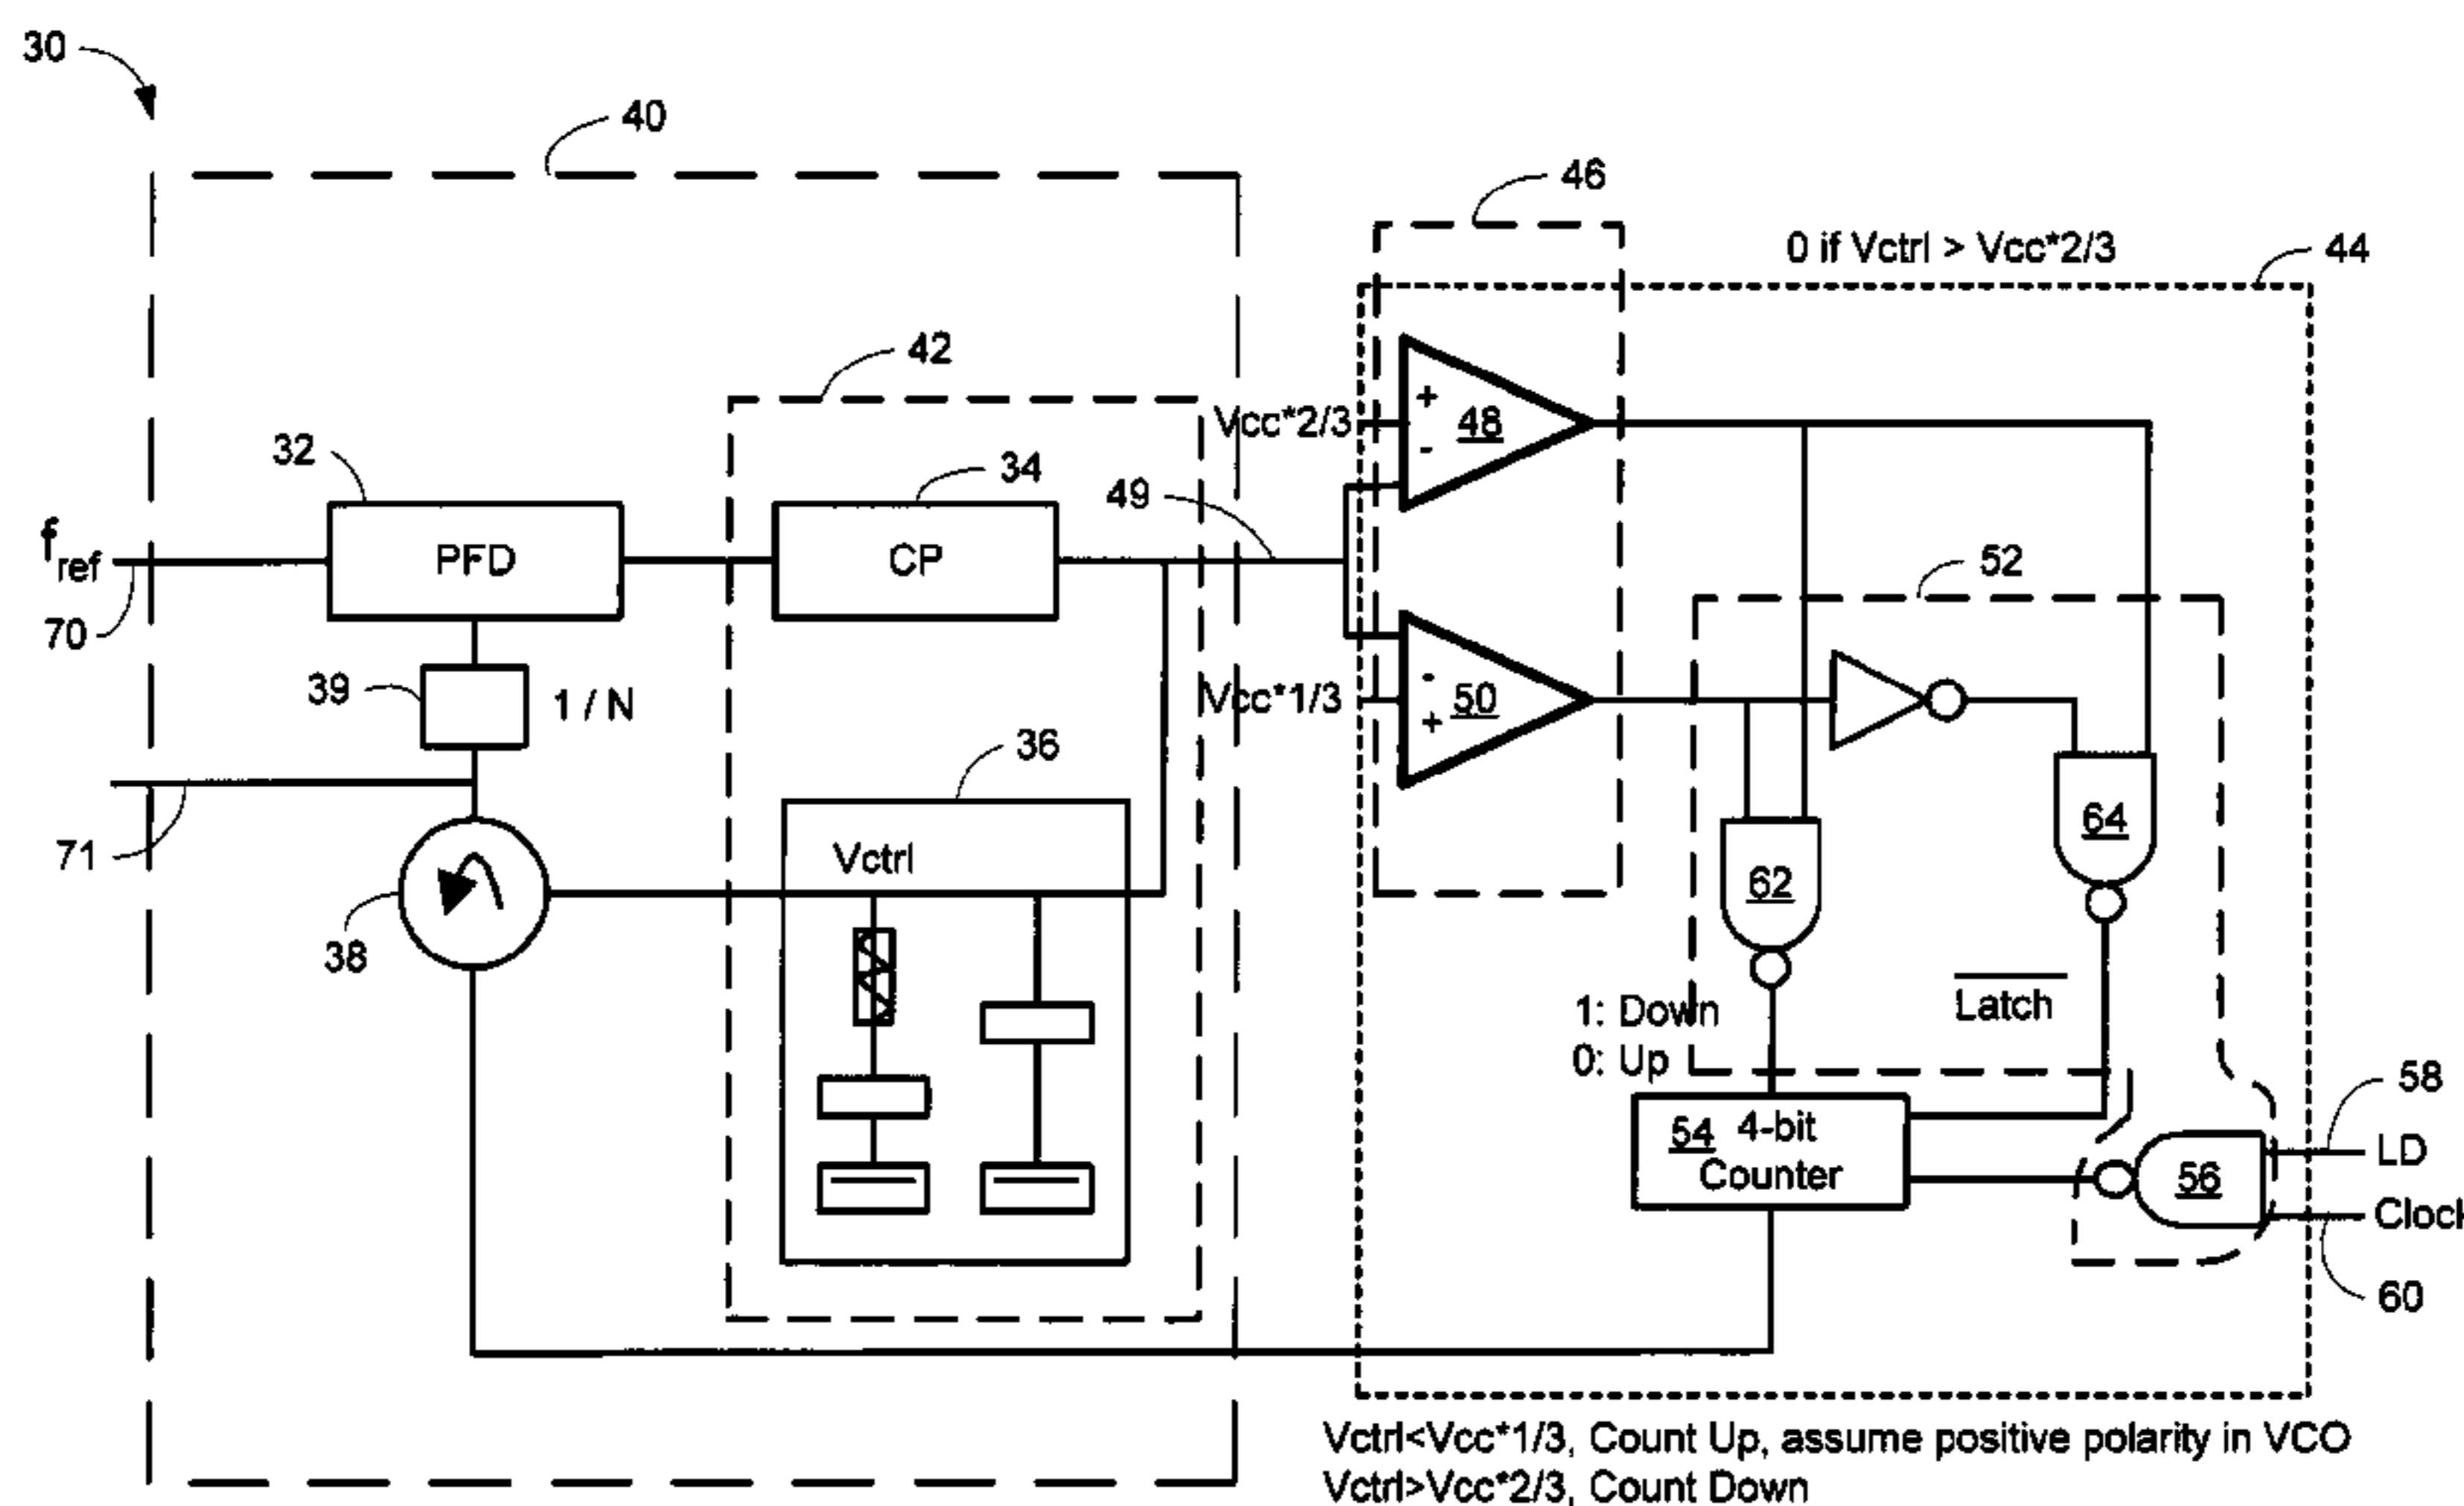 30
40
46
0 if Vctrl > Vcc*2/3
44
42
Vcc*2/3
+
-
48
32
34
49
f
ref
PFD
CP
52
70
39
1 / N
Vcc*1/3
-
+
50
36
71
Vctrl
62
64
38
1: Down
0: Up
Latch
58
54 4-bit
Counter
56
LD
Clock
60
Vctrl<Vcc*1/3, Count Up, assume positive polarity in VCO
Vctrl>Vcc*2/3, Count Down